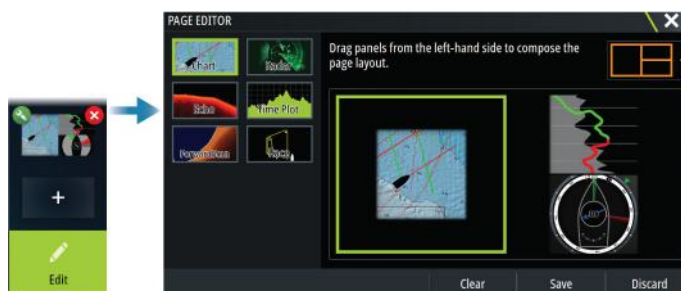 PAGE EDITOR
Chart
Radar
Drag panels from the left-hand side to compose the
page layout.
Echo
Time Plot
ForwardScan
+
Edit
Clear
Save
Discard